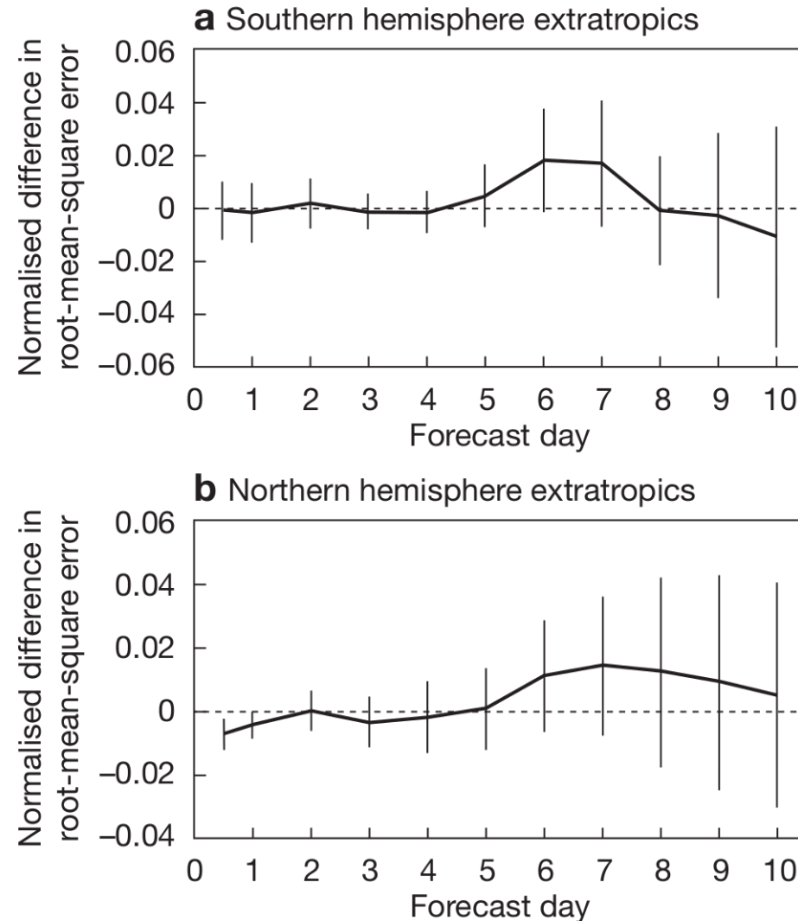 a Southern hemisphere extratropics
Normalised difference in
root-mean-square error
0.06
0.04
0.02
0
−0.02
−0.04
−0.06
0 1 2 3 4 5 6 7 8 9 10
Forecast day
b Northern hemisphere extratropics
Normalised difference in
root-mean-square error
0.06
0.04
0.02
0
−0.02
−0.04
0 1 2 3 4 5 6 7 8 9 10
Forecast day